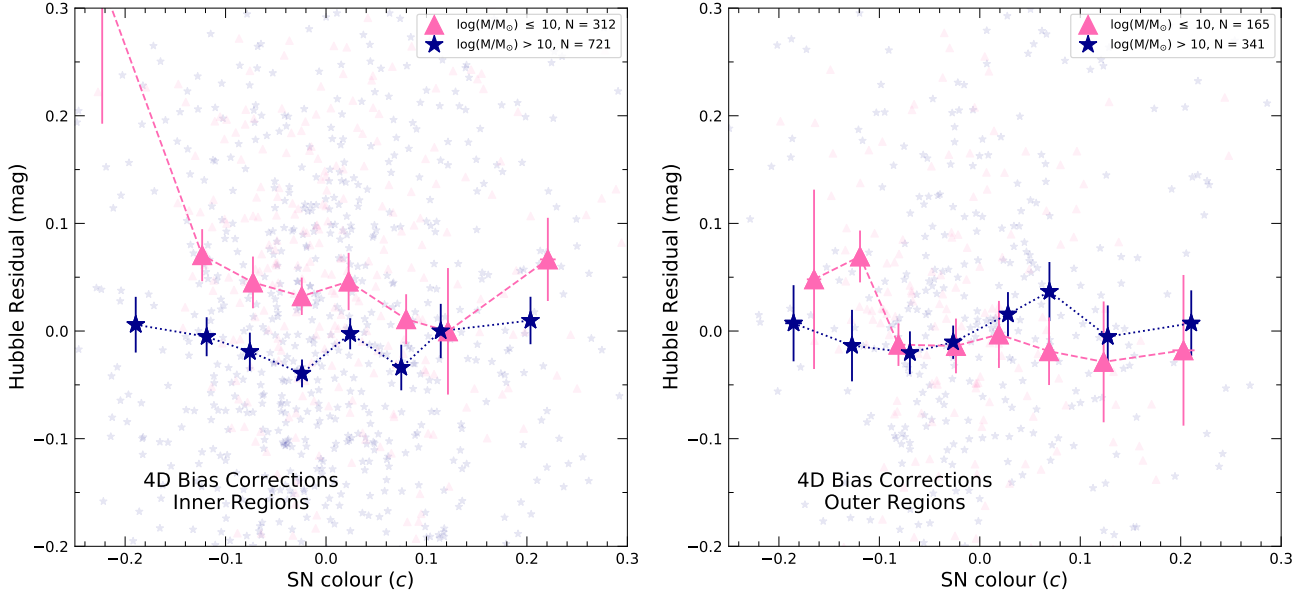 0.3
0.2
0.1
0.0
−0.1
−0.2
Hubble Residual (mag)
log(M/M☉) ≤ 10, N = 312
log(M/M☉) > 10, N = 721
4D Bias Corrections
Inner Regions
−0.2 −0.1 0.0 0.1 0.2 0.3
SN colour (c)
0.3
0.2
0.1
0.0
−0.1
−0.2
Hubble Residual (mag)
log(M/M☉) ≤ 10, N = 165
log(M/M☉) > 10, N = 341
4D Bias Corrections
Outer Regions
−0.2 −0.1 0.0 0.1 0.2 0.3
SN colour (c)